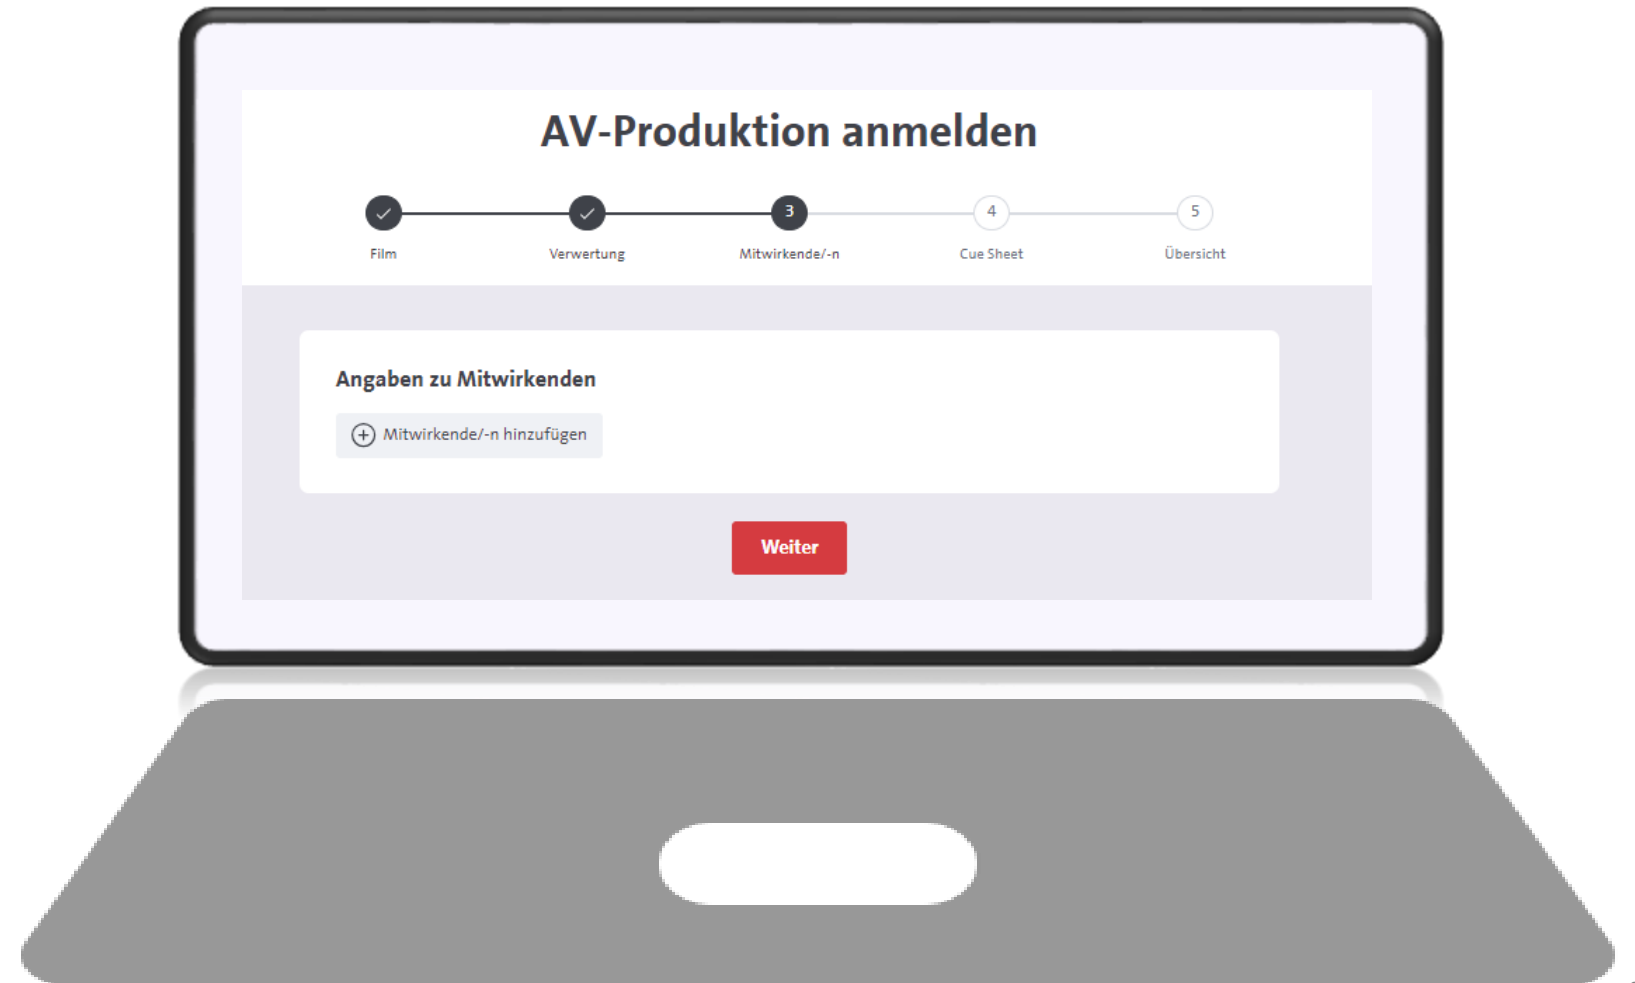 AV-Produktion anmelden
3 4 5
Film Verwertung Mitwirkende/-n Cue Sheet Übersicht
Angaben zu Mitwirkenden
Mitwirkende/-n hinzufügen
Weiter